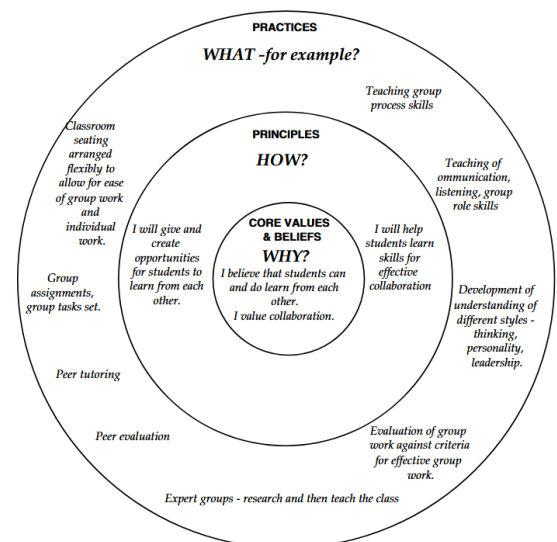 PRACTICES
WHAT -for example?
Teaching group
process skills
Classroom
seating
arranged
flexibly to
allow for ease
of group work
and
individual
work.
PRINCIPLES
HOW?
Teaching of
ommunication,
listening, group
role skills
I will give and
create
opportunities
for students to
learn from each
other.
CORE VALUES
& BELIEFS
WHY?
I believe that students can
and do learn from each
other.
I value collaboration.
I will help
students learn
skills for
effective
collaboration
Group
assignments,
group tasks set.
Development of
understanding of
different styles -
thinking,
personality,
leadership.
Peer tutoring
Peer evaluation
Evaluation of group
work against criteria
for effective group
work.
Expert groups - research and then teach the class